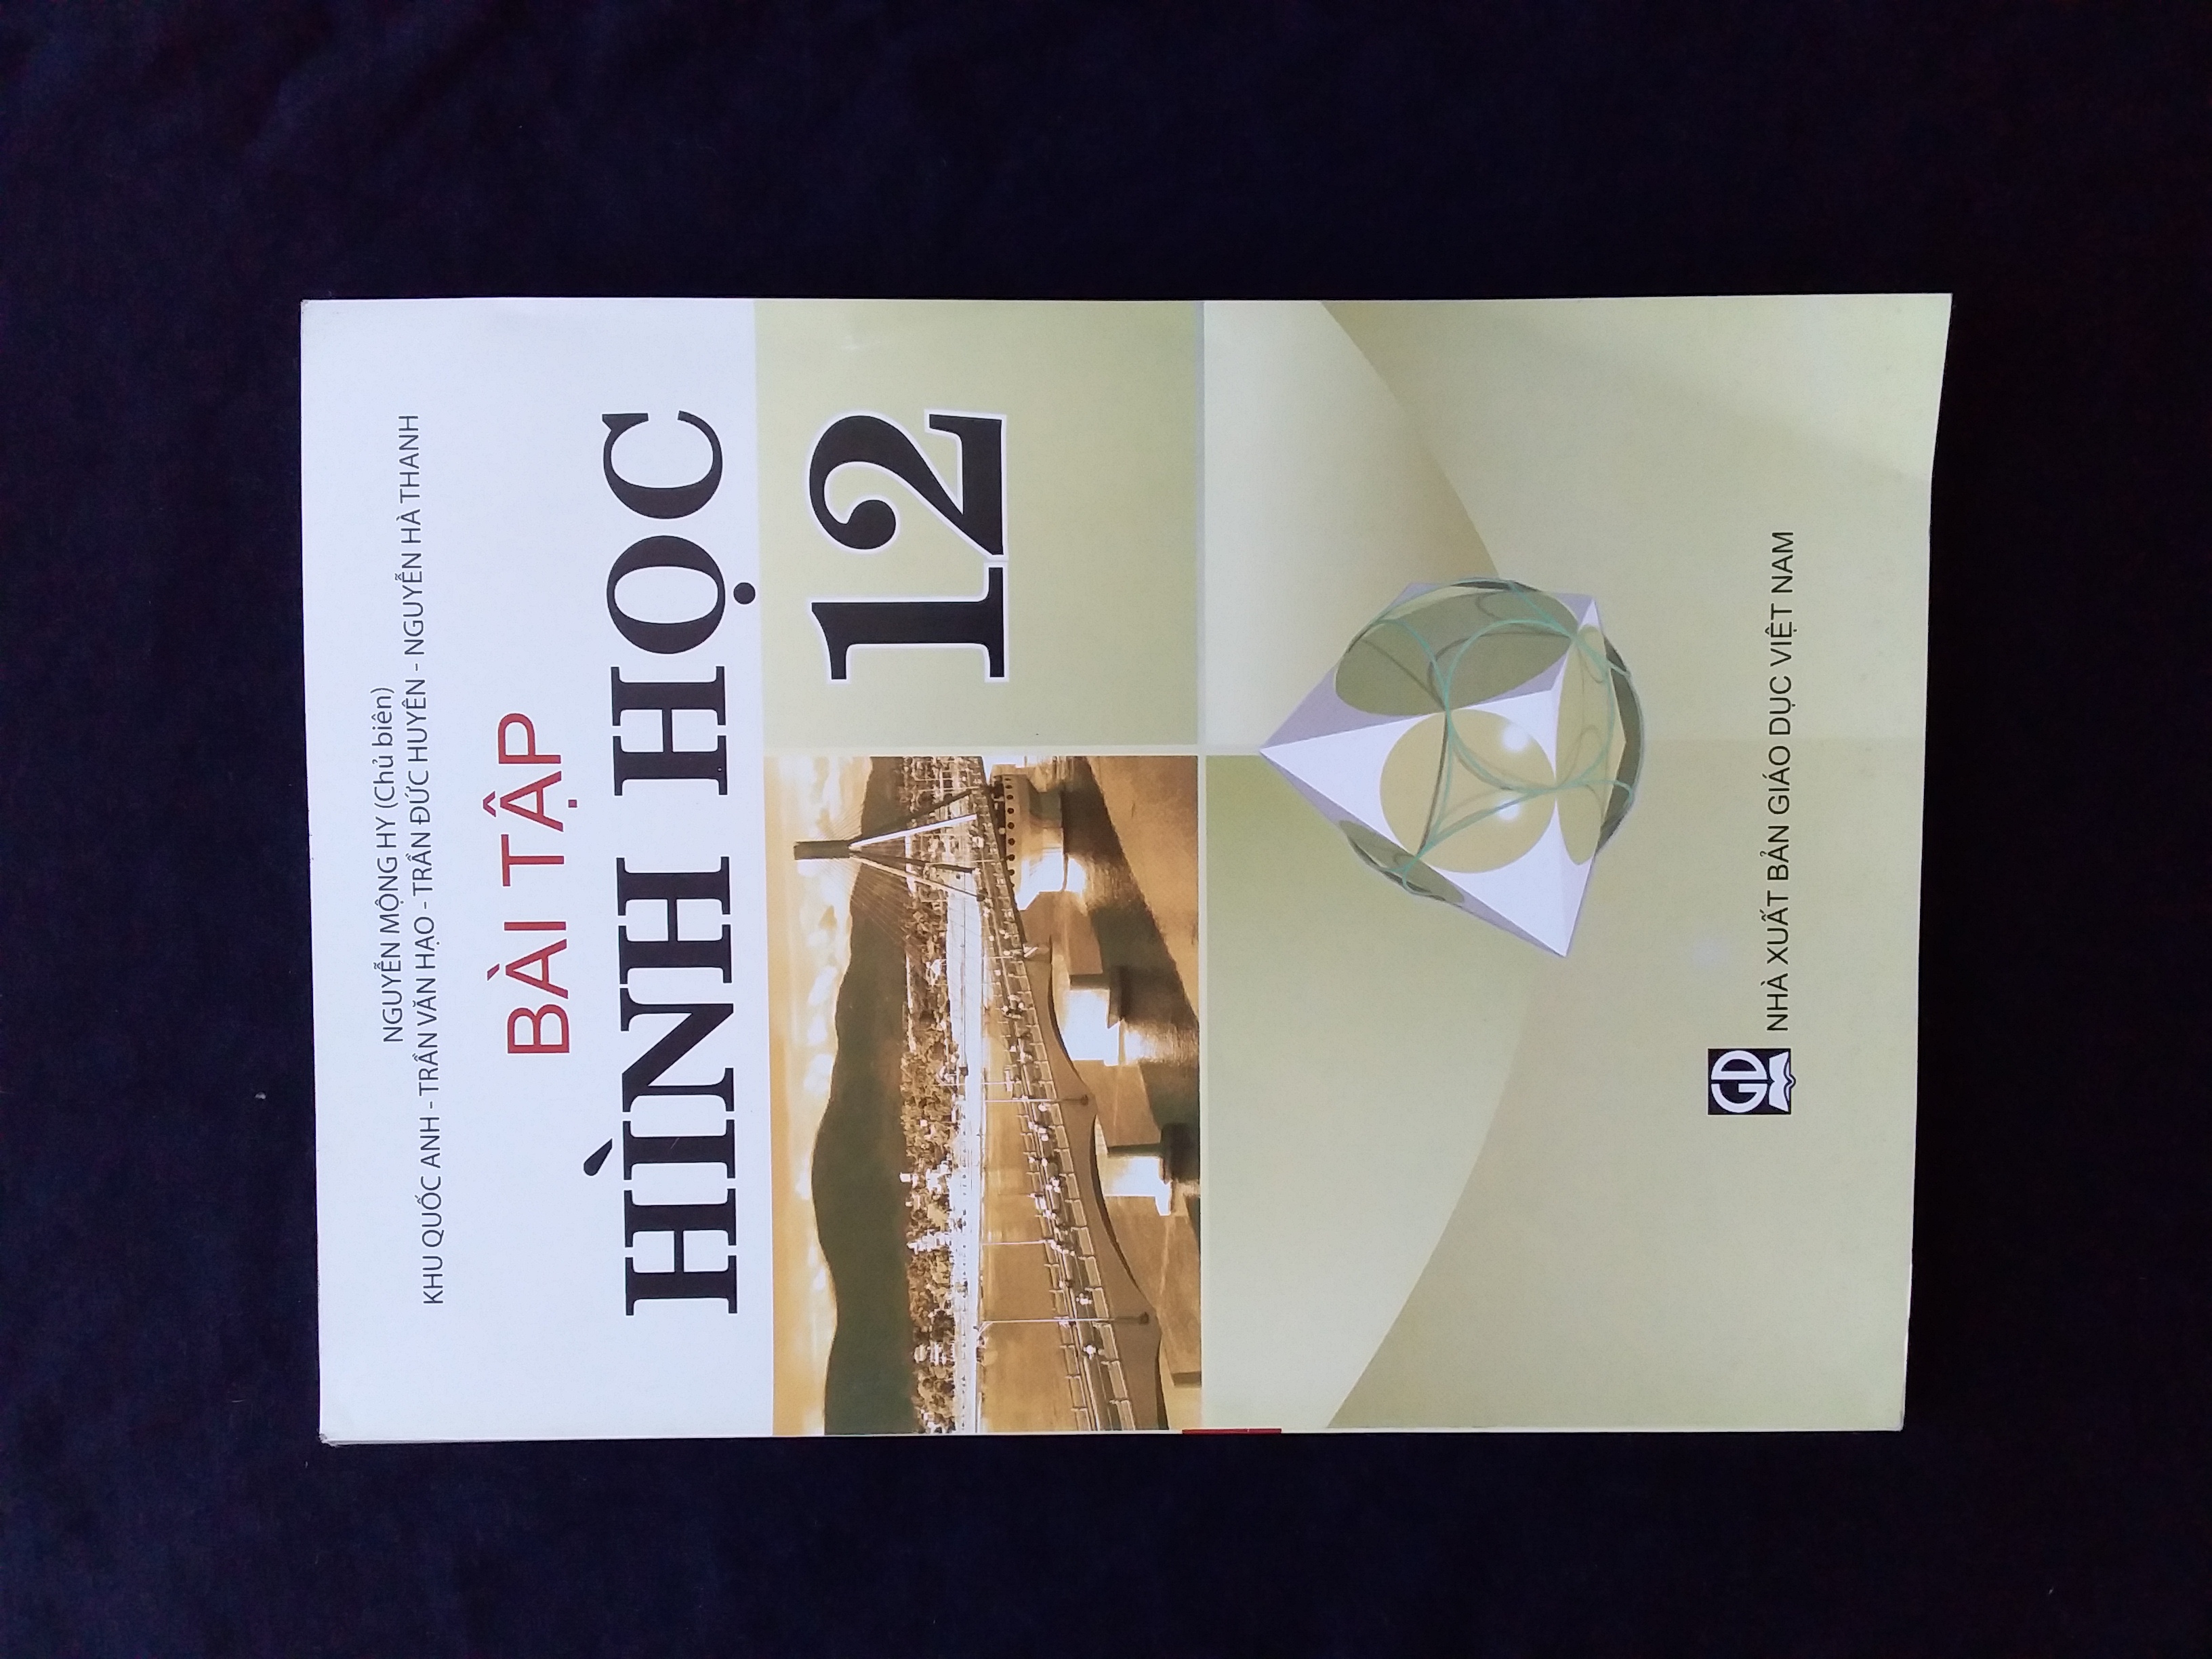 NGUYỄN MỘNG HY (Chủ biên)
KHU QUỐC ANH - TRẦN VĂN HẠO - TRẦN ĐỨC HUYÊN - NGUYỄN HÀ THANH
BÀI TẬP
HÌNH HỌC
12
GD
NHÀ XUẤT BẢN GIÁO DỤC VIỆT NAM